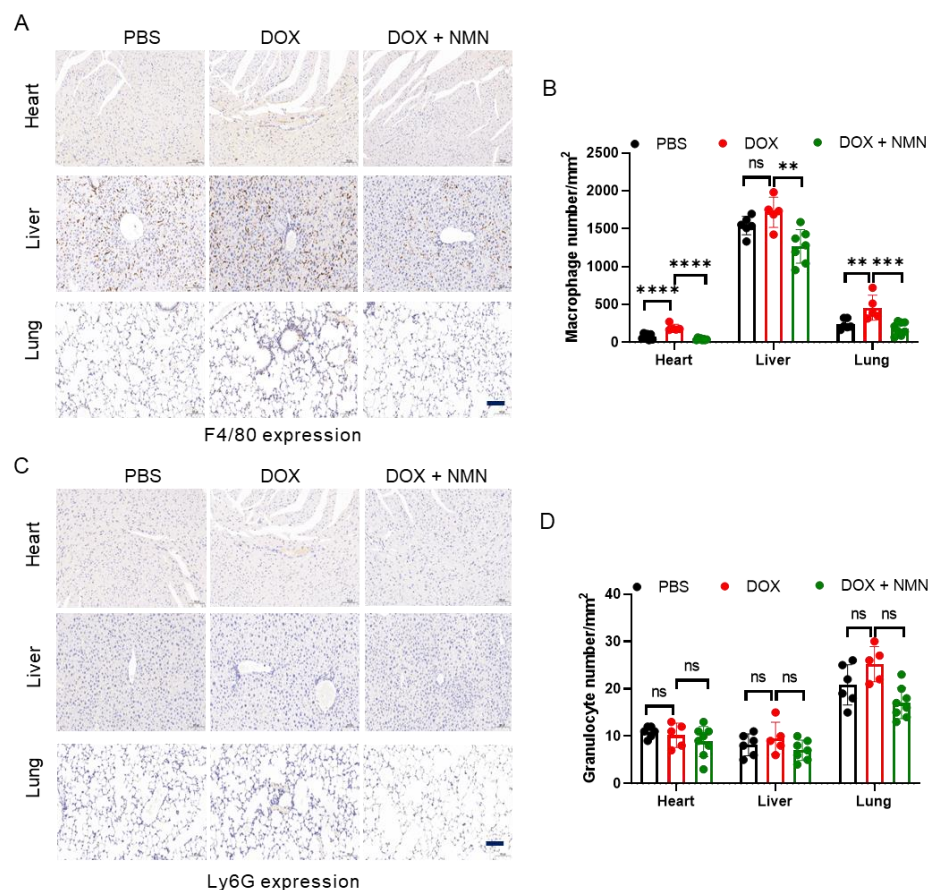 A
PBS DOX DOX + NMN
Heart
Liver
Lung
F4/80 expression
B
PBS DOX DOX + NMN
Macrophage number/mm²
2500
2000
1500
1000
500
0
ns **
**** ****
** ***
Heart Liver Lung
C
PBS DOX DOX + NMN
Heart
Liver
Lung
Ly6G expression
D
PBS DOX DOX + NMN
Granulocyte number/mm²
40
30
20
10
0
ns ns
ns ns
ns ns
Heart Liver Lung